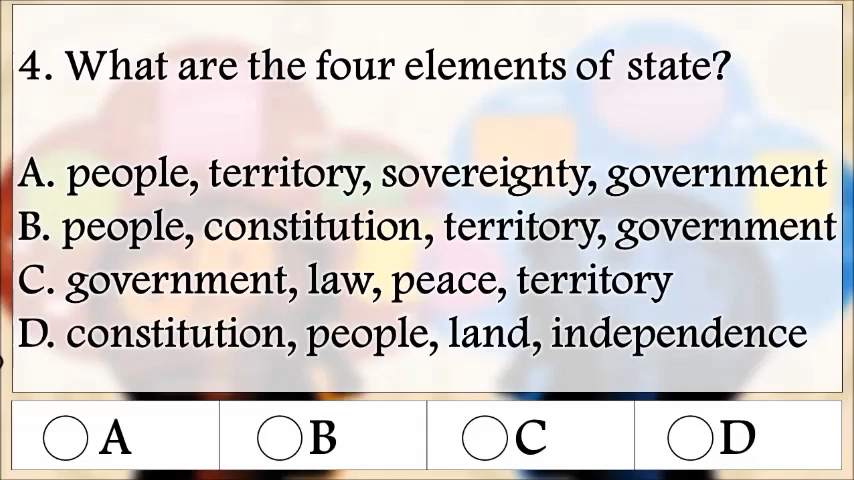 4. What are the four elements of state?
A. people, territory, sovereignty, government
B. people, constitution, territory, government
C. government, law, peace, territory
D. constitution, people, land, independence
A B C D